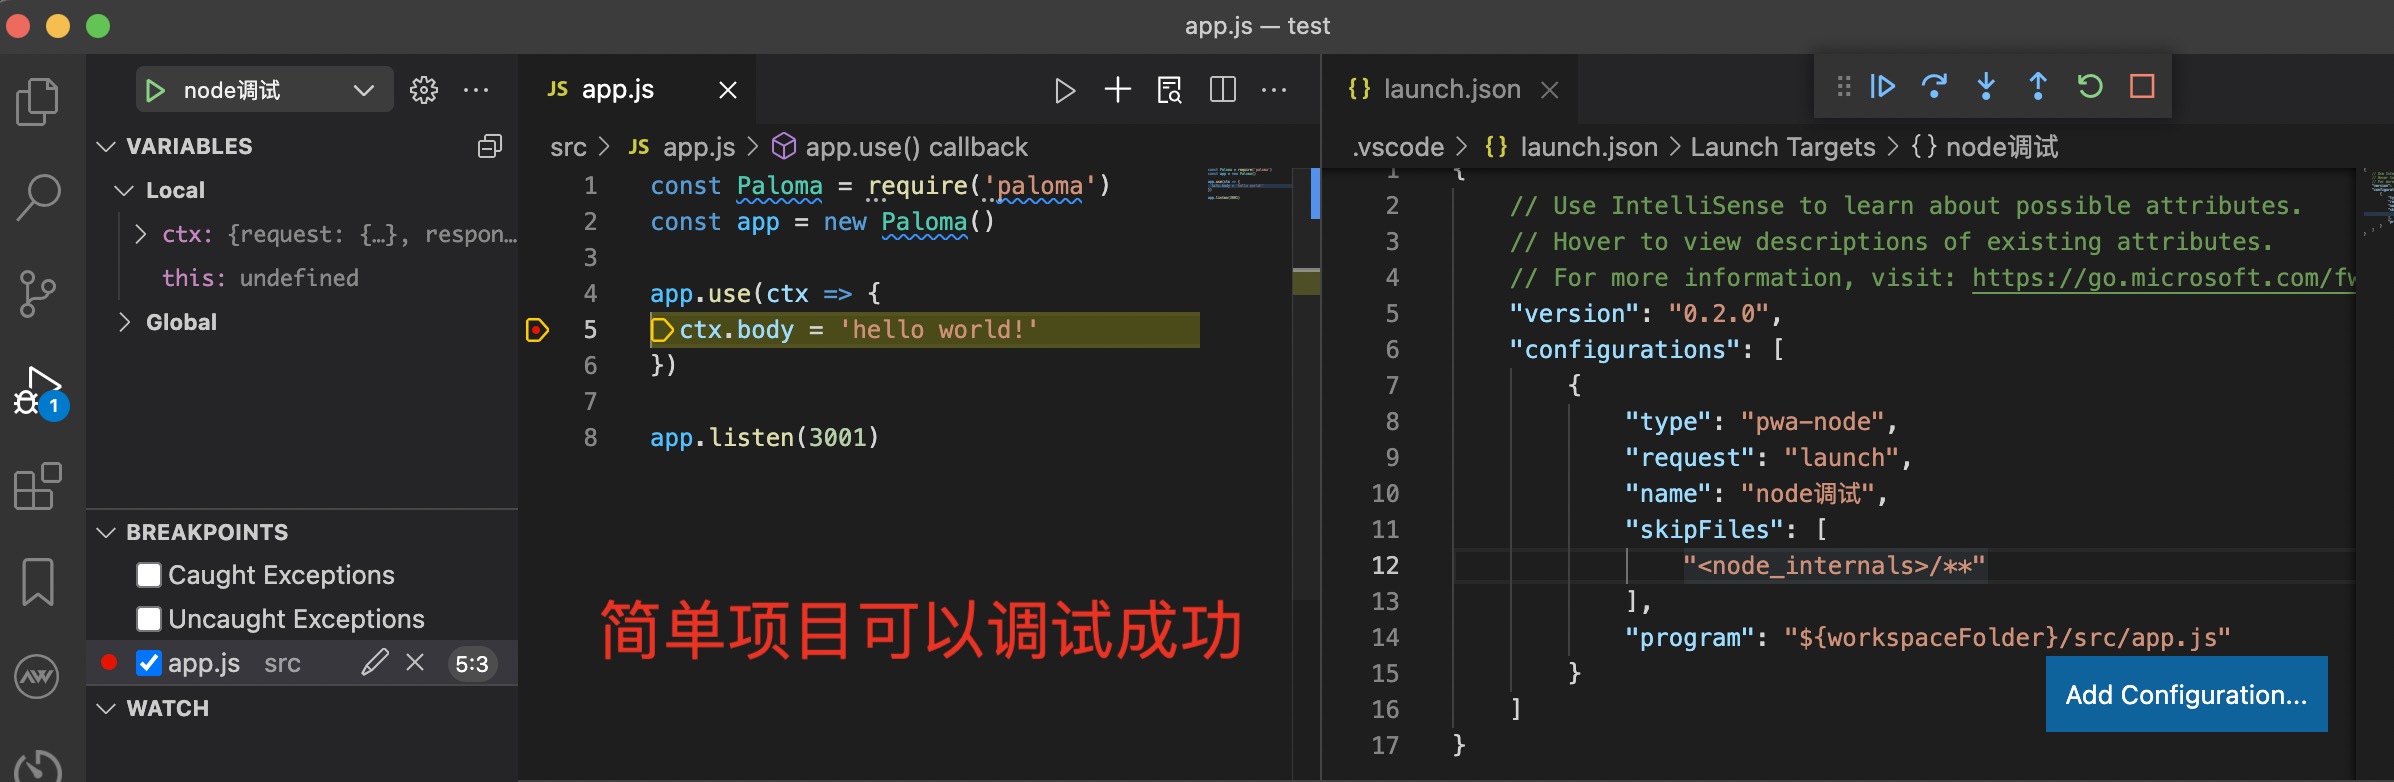 app.js — test
node调试
VARIABLES
Local
ctx: {request: {…}, respon…
this: undefined
Global
1
BREAKPOINTS
Caught Exceptions
Uncaught Exceptions
app.js src 5:3
WATCH
JS app.js
src > JS app.js > app.use() callback
1 const Paloma = require('paloma')
2 const app = new Paloma()
3
4 app.use(ctx => {
5 ctx.body = 'hello world!'
6 })
7
8 app.listen(3001)
简单项目可以调试成功
{} launch.json
.vscode > {} launch.json > Launch Targets > {} node调试
1 {
2 // Use IntelliSense to learn about possible attributes.
3 // Hover to view descriptions of existing attributes.
4 // For more information, visit: https://go.microsoft.com/fw
5 "version": "0.2.0",
6 "configurations": [
7 {
8 "type": "pwa-node",
9 "request": "launch",
10 "name": "node调试",
11 "skipFiles": [
12 "<node_internals>/**"
13 ],
14 "program": "${workspaceFolder}/src/app.js"
15 }
16 ]
17 }
Add Configuration...